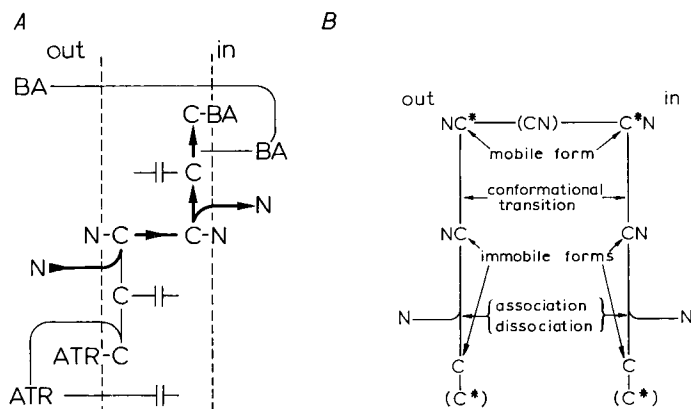 A
out
in
BA
C-BA
BA
C
N
N-C
C-N
N
C
ATR-C
ATR
B
out
in
NC*
(CN)
C*N
mobile form
conformational
transition
NC
CN
immobile forms
N
association
dissociation
N
C
C
(C*)
(C*)